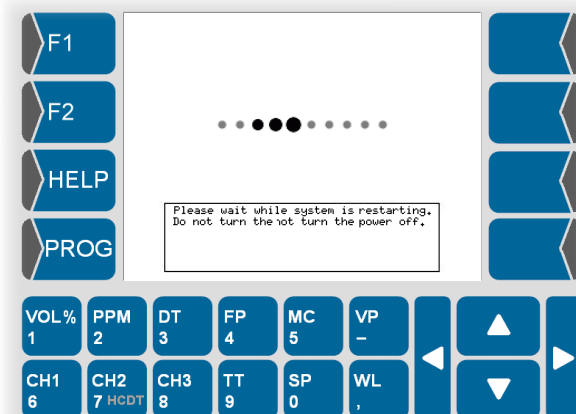 F1
F2
HELP
PROG
Please wait while system is restarting.
Do not turn the not turn the power off.
VOL% PPM DT FP MC VP
1 2 3 4 5 –
CH1 CH2 CH3 TT SP WL
6 7 HCDT 8 9 0 ,